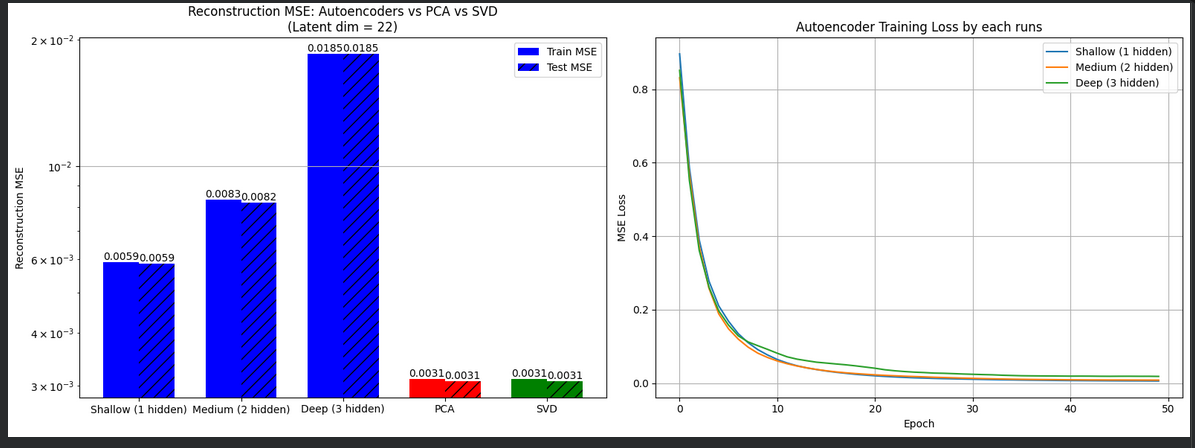 Reconstruction MSE: Autoencoders vs PCA vs SVD
(Latent dim = 22)
Reconstruction MSE
2 × 10⁻²
10⁻²
6 × 10⁻³
4 × 10⁻³
3 × 10⁻³
Train MSE
Test MSE
0.0059 0.0059
0.0083 0.0082
0.0185 0.0185
0.0031 0.0031
0.0031 0.0031
Shallow (1 hidden) Medium (2 hidden) Deep (3 hidden) PCA SVD
Autoencoder Training Loss by each runs
MSE Loss
0.8
0.6
0.4
0.2
0.0
Shallow (1 hidden)
Medium (2 hidden)
Deep (3 hidden)
0 10 20 30 40 50
Epoch